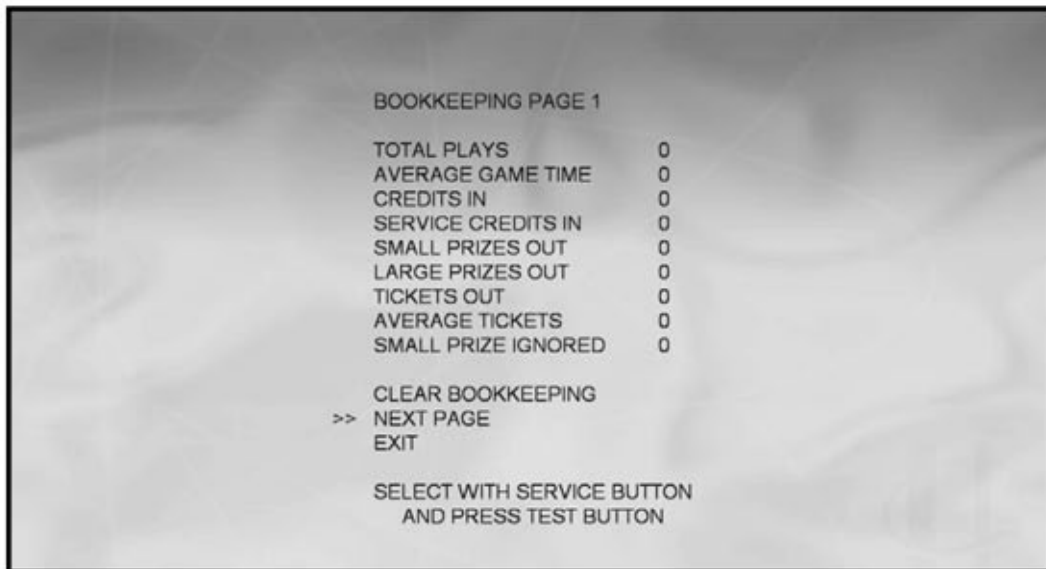 BOOKKEEPING PAGE 1
TOTAL PLAYS 0
AVERAGE GAME TIME 0
CREDITS IN 0
SERVICE CREDITS IN 0
SMALL PRIZES OUT 0
LARGE PRIZES OUT 0
TICKETS OUT 0
AVERAGE TICKETS 0
SMALL PRIZE IGNORED 0
CLEAR BOOKKEEPING
>> NEXT PAGE
EXIT
SELECT WITH SERVICE BUTTON
AND PRESS TEST BUTTON